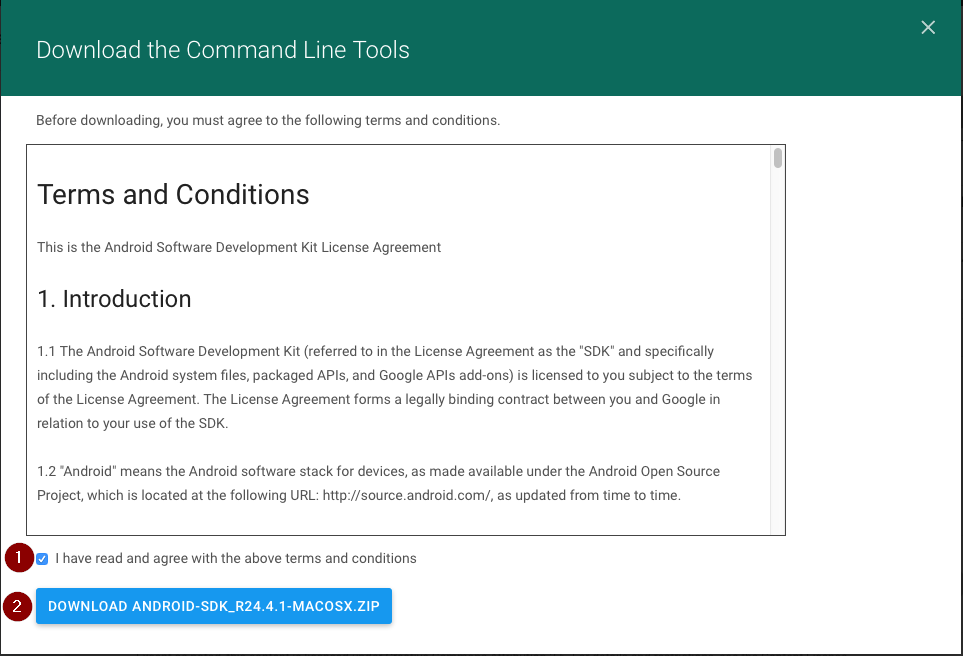 Download the Command Line Tools
Before downloading, you must agree to the following terms and conditions.
Terms and Conditions
This is the Android Software Development Kit License Agreement
1. Introduction
1.1 The Android Software Development Kit (referred to in the License Agreement as the "SDK" and specifically
including the Android system files, packaged APIs, and Google APIs add-ons) is licensed to you subject to the terms
of the License Agreement. The License Agreement forms a legally binding contract between you and Google in
relation to your use of the SDK.
1.2 "Android" means the Android software stack for devices, as made available under the Android Open Source
Project, which is located at the following URL: http://source.android.com/, as updated from time to time.
1 I have read and agree with the above terms and conditions
2 DOWNLOAD ANDROID-SDK_R24.4.1-MACOSX.ZIP